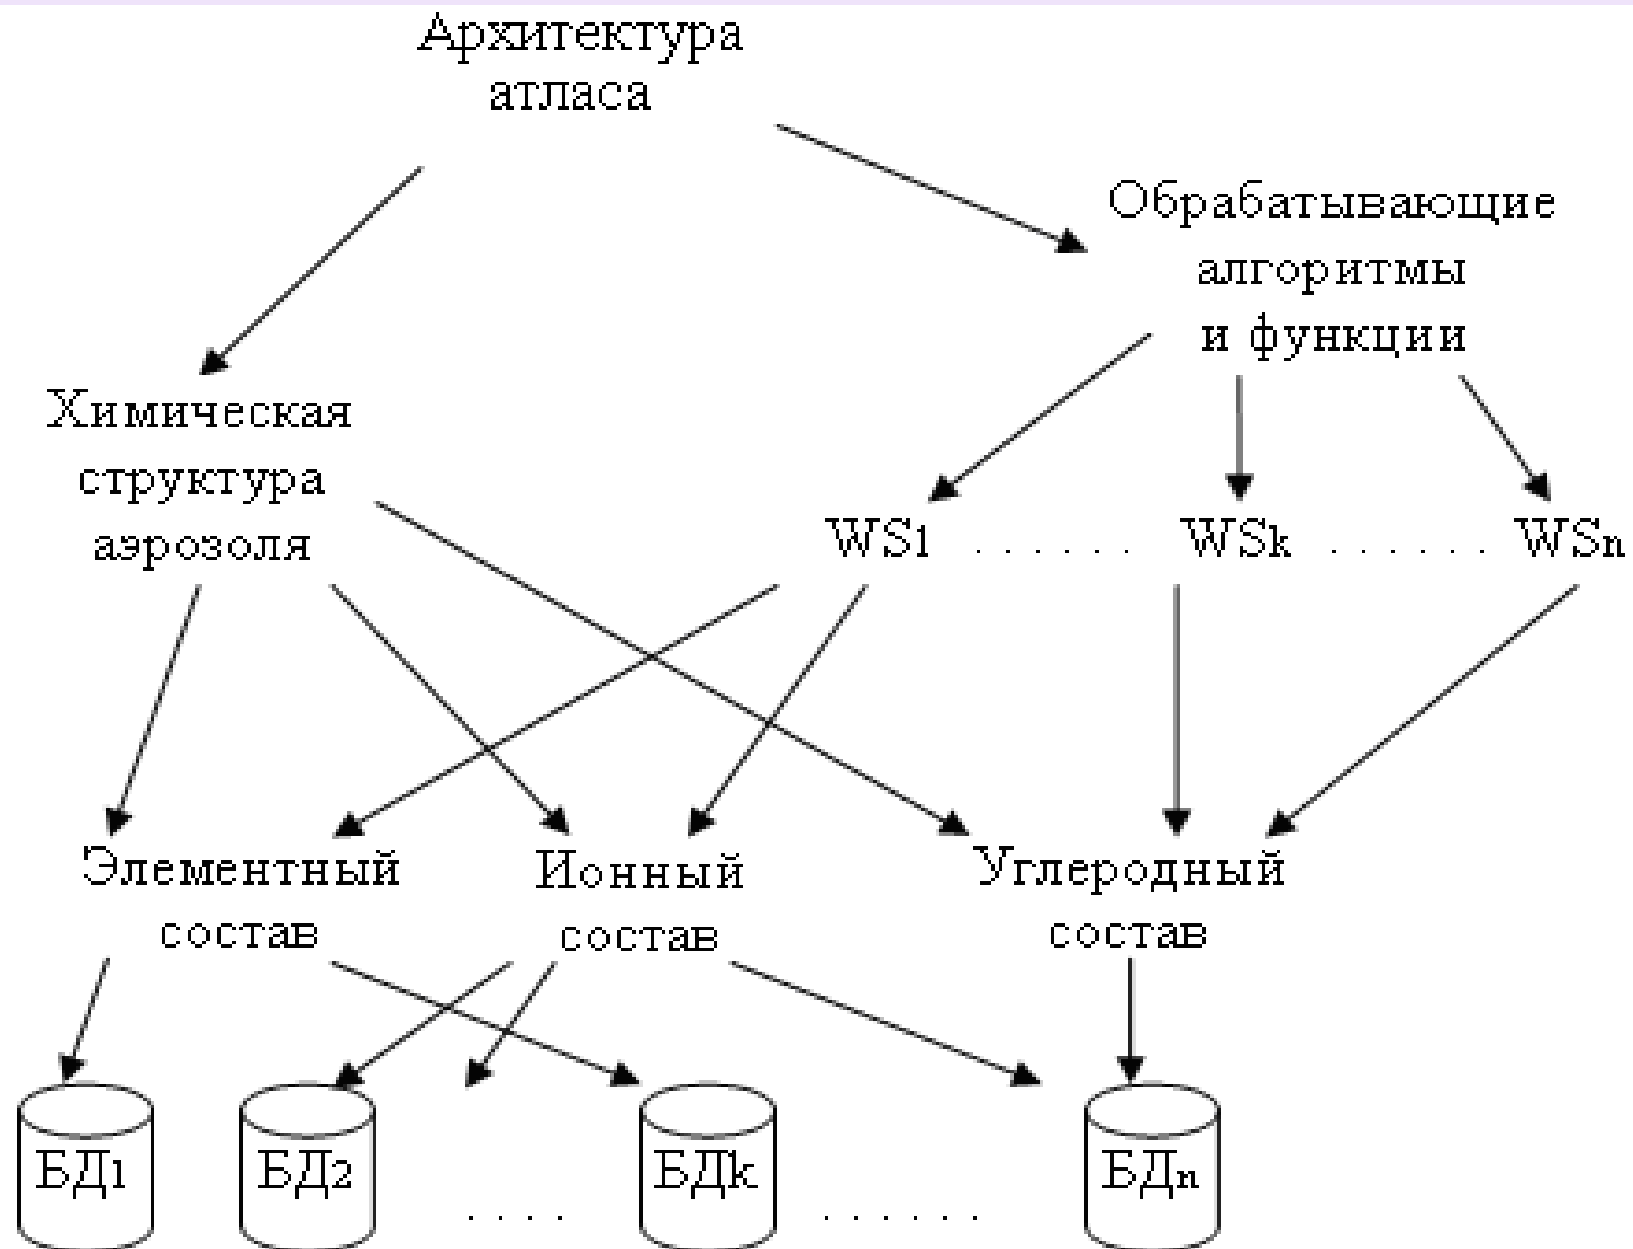 Архитектура
атласа
Обрабатывающие
алгоритмы
и функции
Химическая
структура
аэрозоля
WS1 ...... WSk ...... WSn
Элементный
состав
Ионный
состав
Углеродный
состав
БД1 БД2 .... БДk ...... БДn